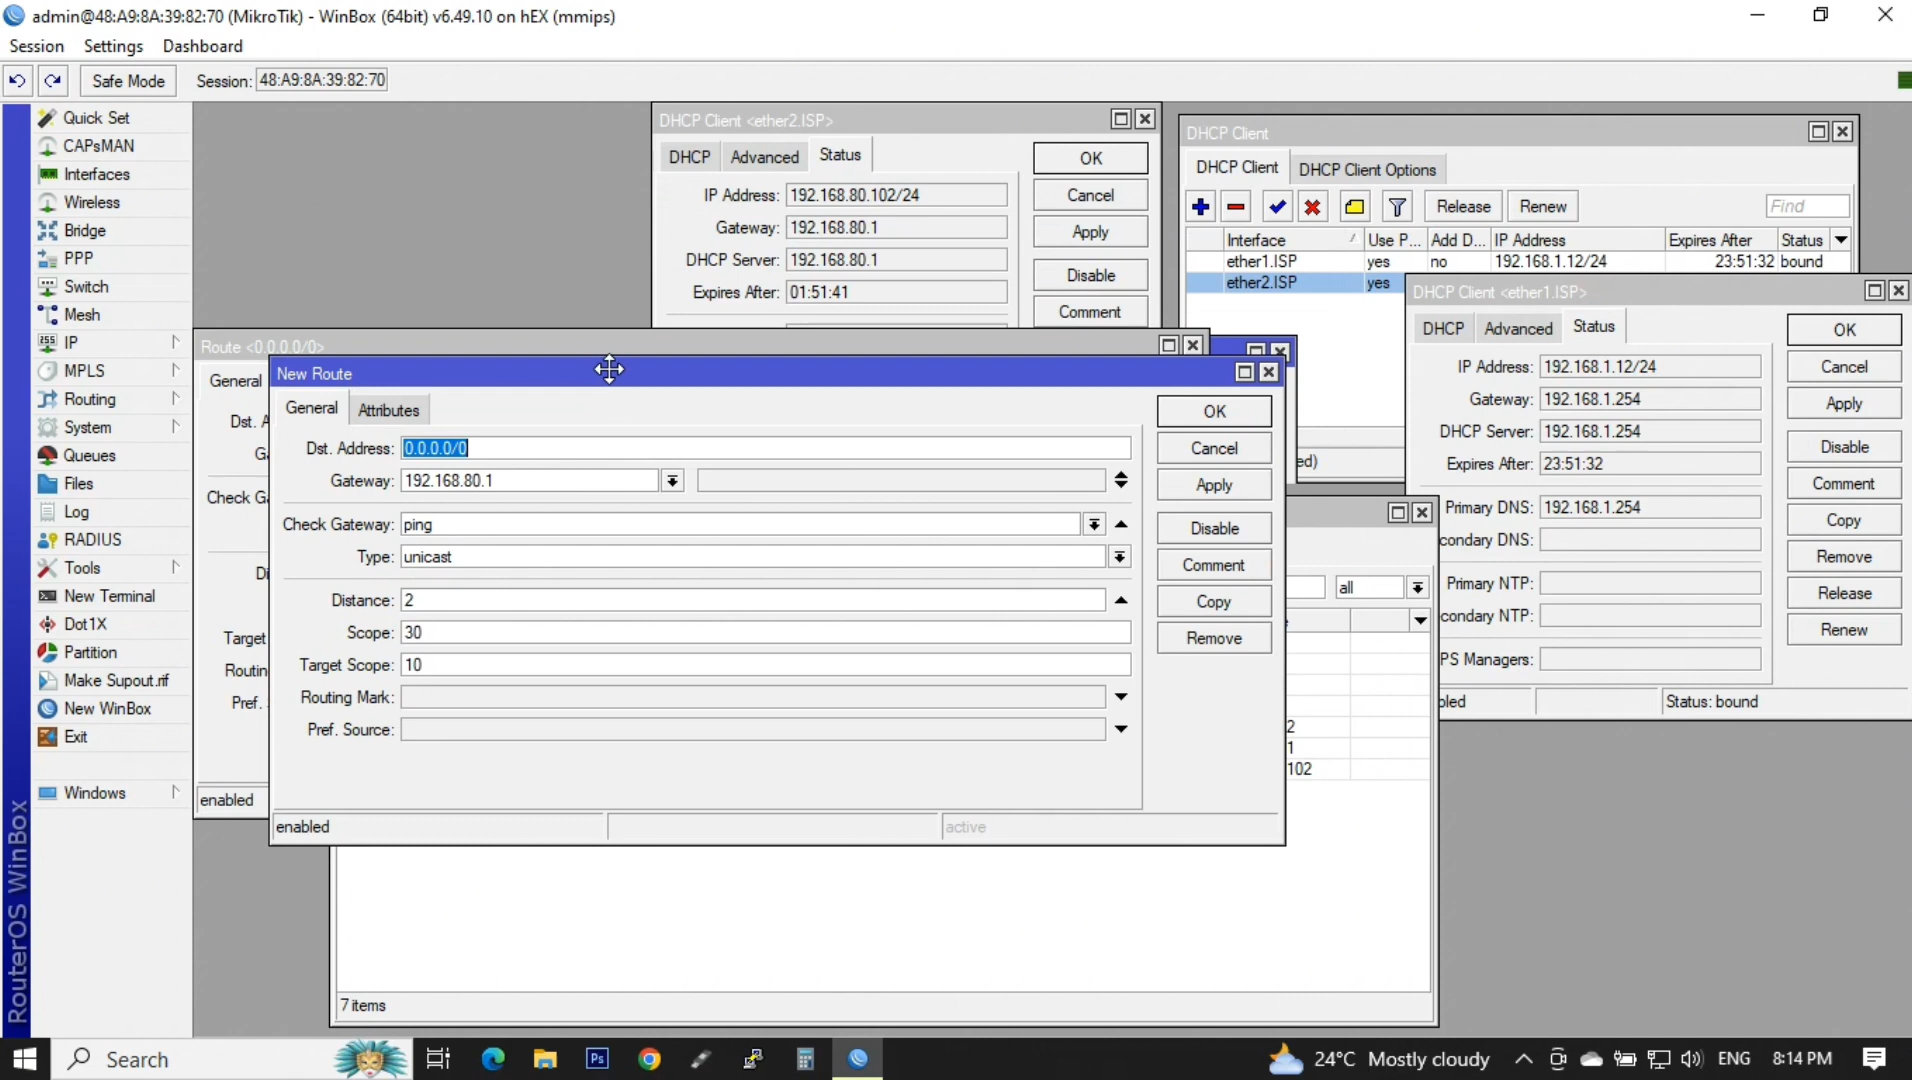 admin@48:A9:8A:39:82:70 (MikroTik) - WinBox (64bit) v6.49.10 on hEX (mmips)
Session Settings Dashboard
Safe Mode Session: 48:A9:8A:39:82:70
Quick Set
CAPsMAN
Interfaces
Wireless
Bridge
PPP
Switch
Mesh
IP
MPLS
Routing
System
Queues
Files
Log
RADIUS
Tools
New Terminal
Dot1X
Partition
Make Supout.rif
New WinBox
Exit
Windows
RouterOS WinBox
DHCP Client <ether2.ISP>
DHCP Advanced Status
IP Address: 192.168.80.102/24
Gateway: 192.168.80.1
DHCP Server: 192.168.80.1
Expires After: 01:51:41
OK
Cancel
Apply
Disable
Comment
DHCP Client
DHCP Client DHCP Client Options
Release Renew Find
Interface Use P... Add D... IP Address Expires After Status
ether1.ISP yes no 192.168.1.12/24 23:51:32 bound
ether2.ISP yes
DHCP Client <ether1.ISP>
DHCP Advanced Status
IP Address: 192.168.1.12/24
Gateway: 192.168.1.254
DHCP Server: 192.168.1.254
Expires After: 23:51:32
Primary DNS: 192.168.1.254
condary DNS:
Primary NTP:
condary NTP:
PS Managers:
OK
Cancel
Apply
Disable
Comment
Copy
Remove
Release
Renew
bled Status: bound
Route <0.0.0.0/0>
General
Dst. A
Ga
Check Ga
Di
Target
Routin
Pref.
enabled
New Route
General Attributes
Dst. Address: 0.0.0.0/0
Gateway: 192.168.80.1
Check Gateway: ping
Type: unicast
Distance: 2
Scope: 30
Target Scope: 10
Routing Mark:
Pref. Source:
OK
Cancel
Apply
Disable
Comment
Copy
Remove
enabled active
ed)
all
2
1
102
7 items
Search
Ps
24°C Mostly cloudy ENG 8:14 PM